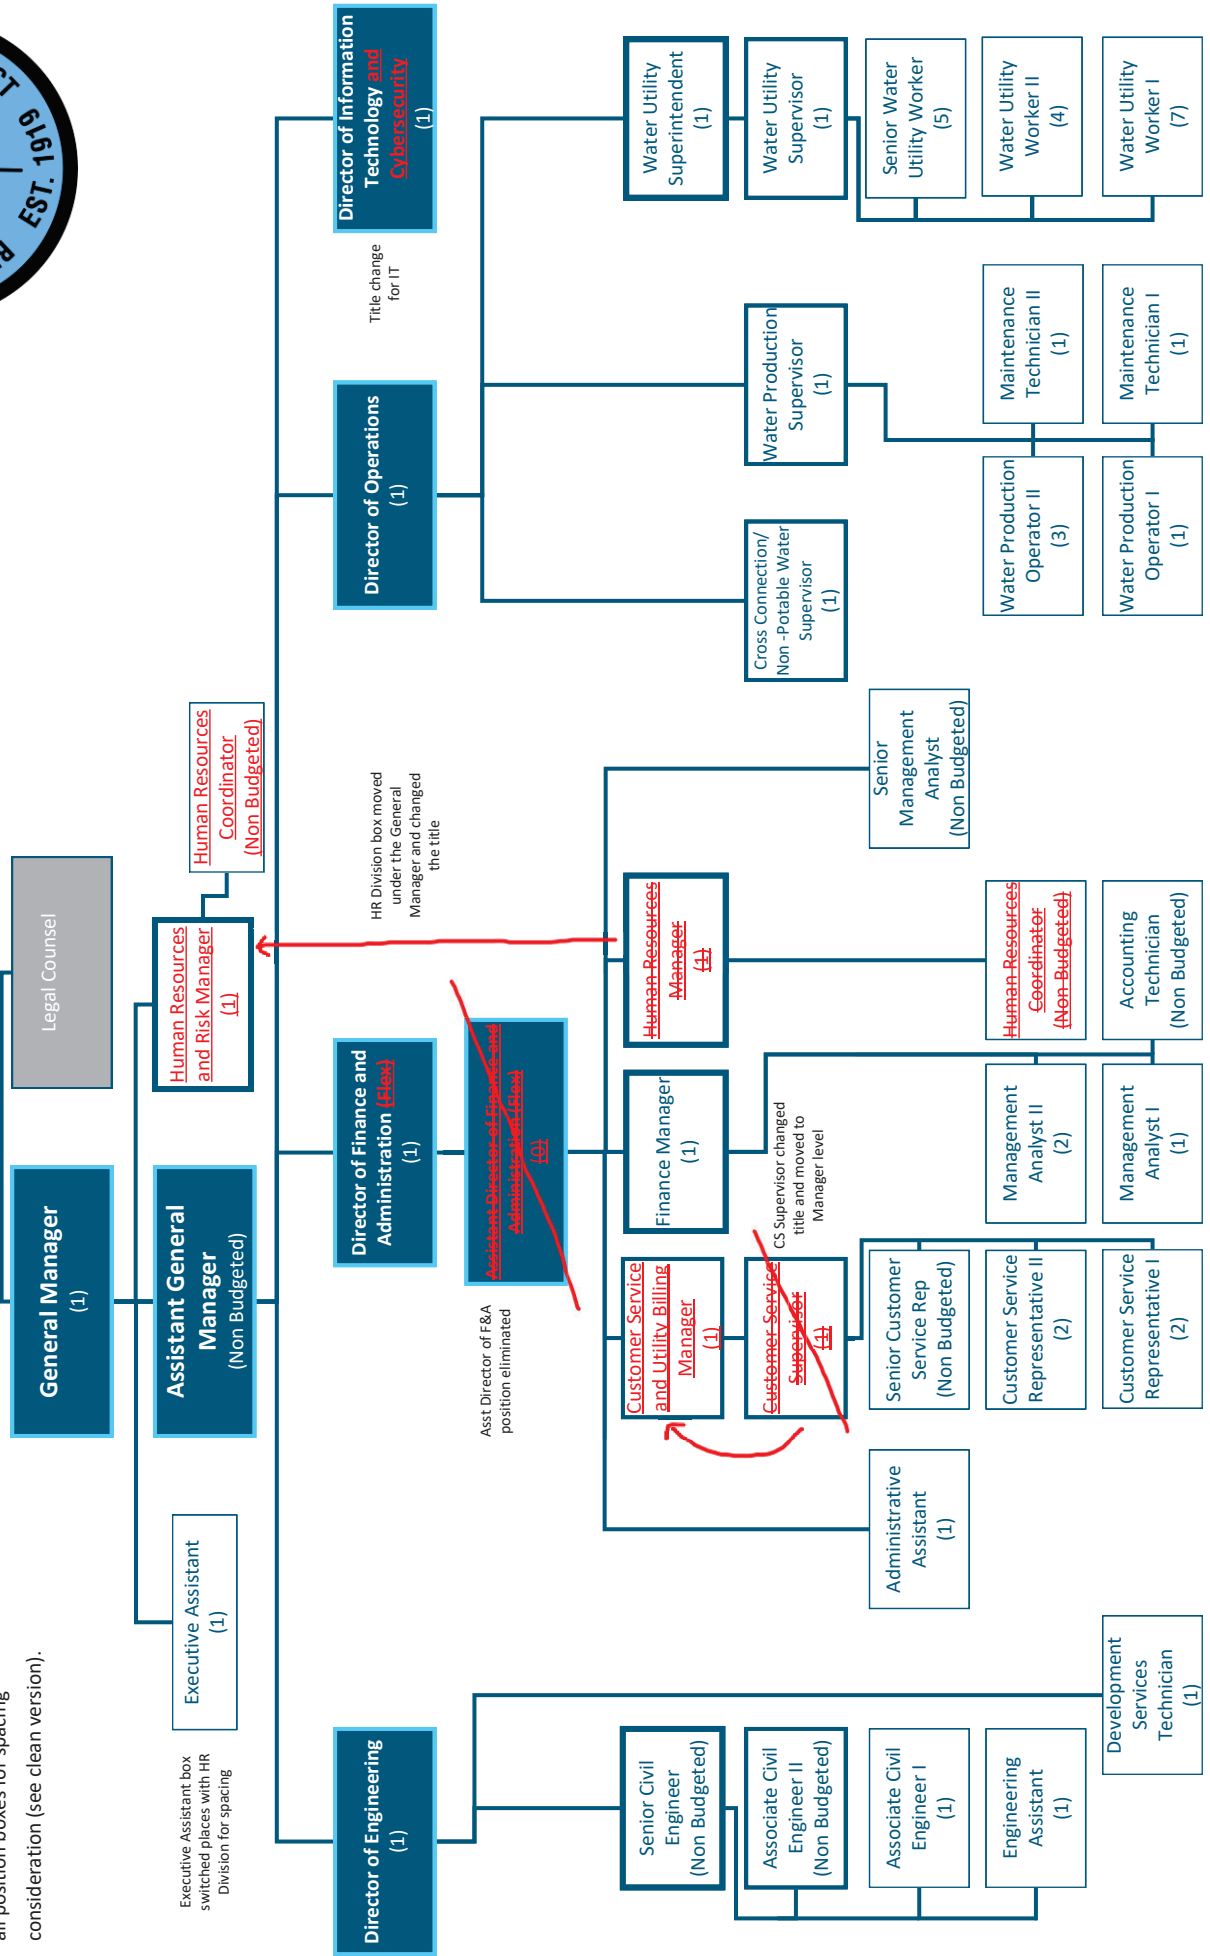 all position boxes for spacing
consideration (see clean version).
EST. 1919
Legal Counsel
General Manager
(1)
Executive Assistant
(1)
Executive Assistant box
switched places with HR
Division for spacing
Assistant General
Manager
(Non Budgeted)
Human Resources
and Risk Manager
(1)
Human Resources
Coordinator
(Non Budgeted)
HR Division box moved
under the General
Manager and changed
the title
Director of Engineering
(1)
Director of Finance and
Administration (Flex)
(1)
Director of Operations
(1)
Director of Information
Technology and
Cybersecurity
(1)
Title change
for IT
Asst Director of F&A
position eliminated
Assistant Director of Finance and
Administration (Flex)
(0)
Senior Civil
Engineer
(Non Budgeted)
Associate Civil
Engineer II
(Non Budgeted)
Associate Civil
Engineer I
(1)
Engineering
Assistant
(1)
Development
Services
Technician
(1)
Administrative
Assistant
(1)
Customer Service
and Utility Billing
Manager
(1)
Customer Service
Supervisor
(1)
CS Supervisor changed
title and moved to
Manager level
Senior Customer
Service Rep
(Non Budgeted)
Customer Service
Representative II
(2)
Customer Service
Representative I
(2)
Finance Manager
(1)
Management
Analyst II
(2)
Management
Analyst I
(1)
Accounting
Technician
(Non Budgeted)
Human Resources
Manager
(1)
Human Resources
Coordinator
(Non Budgeted)
Senior
Management
Analyst
(Non Budgeted)
Cross Connection/
Non -Potable Water
Supervisor
(1)
Water Production
Supervisor
(1)
Water Production
Operator II
(3)
Water Production
Operator I
(1)
Maintenance
Technician II
(1)
Maintenance
Technician I
(1)
Water Utility
Superintendent
(1)
Water Utility
Supervisor
(1)
Senior Water
Utility Worker
(5)
Water Utility
Worker II
(4)
Water Utility
Worker I
(7)